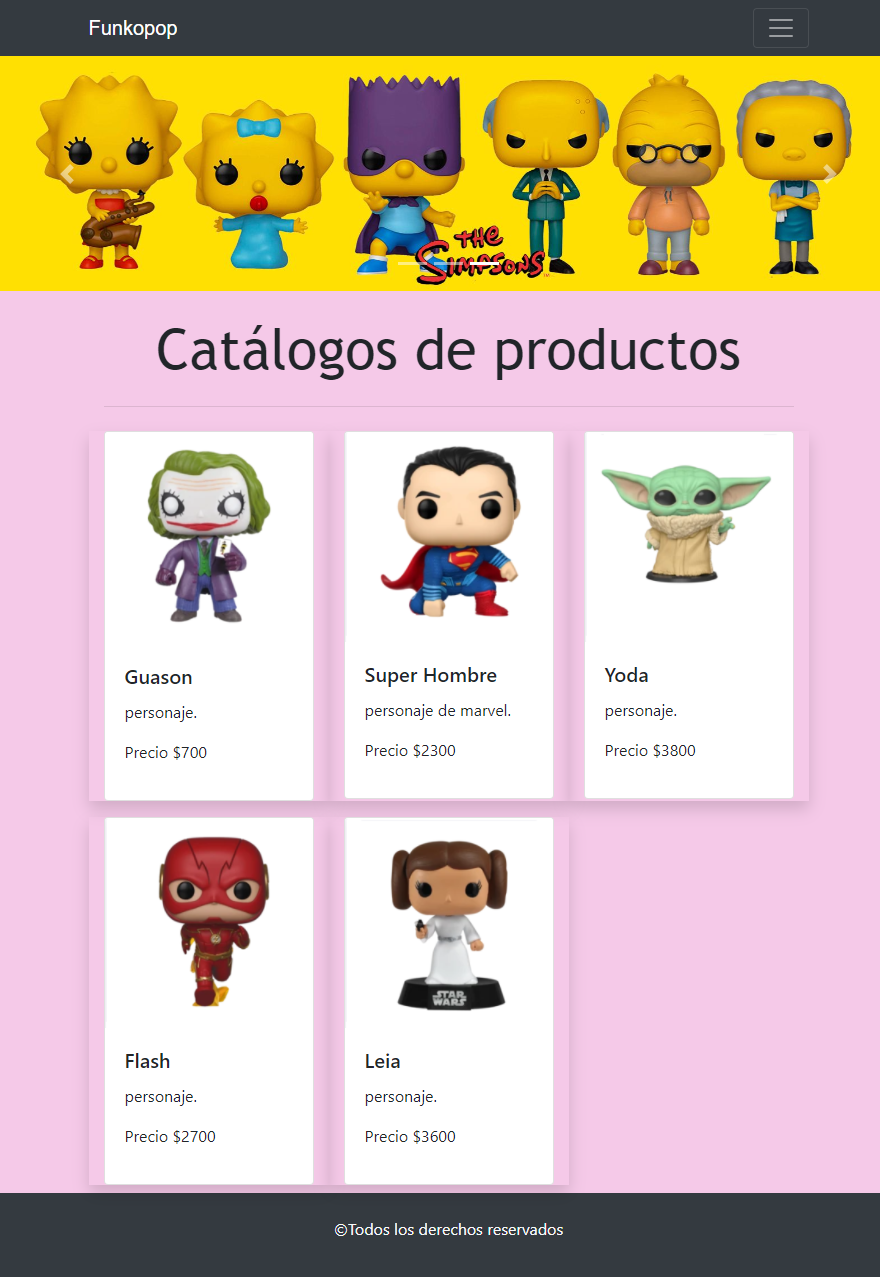 Funkopop
THE
SIMPSONS
TM
Catálogos de productos
Guason
personaje.
Precio $700
Super Hombre
personaje de marvel.
Precio $2300
Yoda
personaje.
Precio $3800
Flash
personaje.
Precio $2700
STAR
WARS
Leia
personaje.
Precio $3600
©Todos los derechos reservados